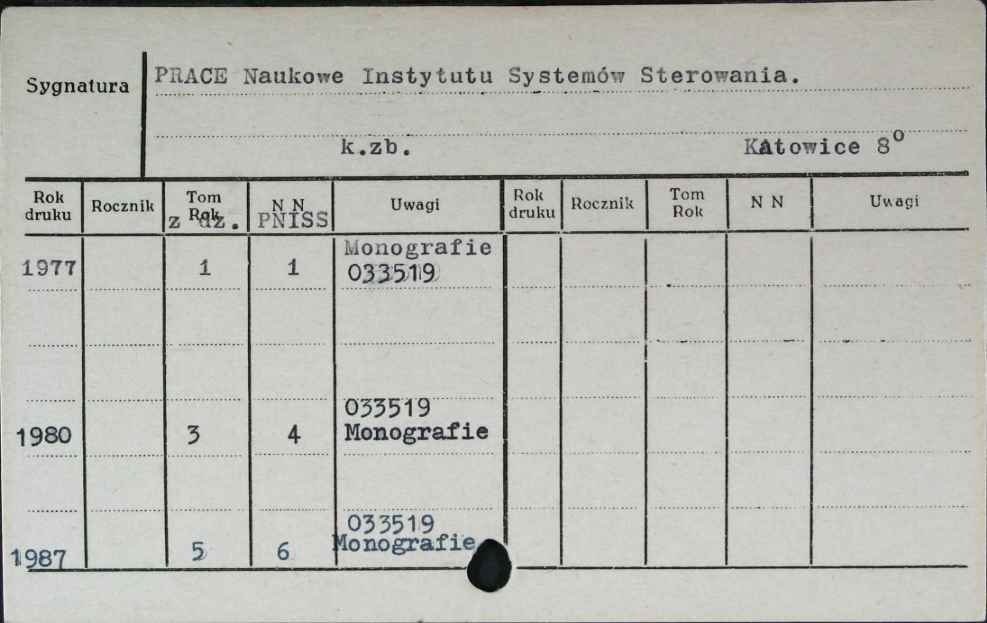 Sygnatura
PRACE Naukowe Instytutu Systemów Sterowania.
k.zb. Katowice 8°
Rok druku Rocznik Tom Rok N N Uwagi Rok druku Rocznik Tom Rok N N Uwagi
z dz. PNISS
Monografie
1977 1 1 033519
033519
1980 3 4 Monografie
033519
1987 5 6 Monografie